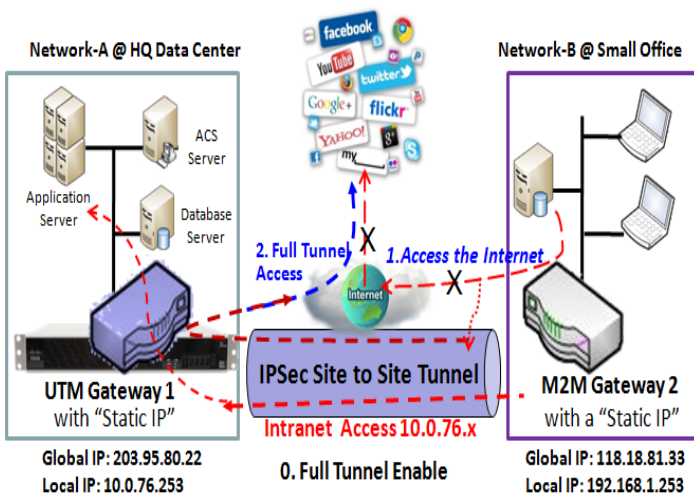 Network-A @ HQ Data Center
Network-B @ Small Office
facebook
YouTube
twitter
Google+
flickr
YAHOO!
my
ACS
Server
Application
Server
Database
Server
2. Full Tunnel
Access
1.Access the Internet
X
X
Internet
IPSec Site to Site Tunnel
UTM Gateway 1
with “Static IP”
M2M Gateway 2
with a “Static IP”
Intranet Access 10.0.76.x
Global IP: 203.95.80.22
Local IP: 10.0.76.253
0. Full Tunnel Enable
Global IP: 118.18.81.33
Local IP: 192.168.1.253